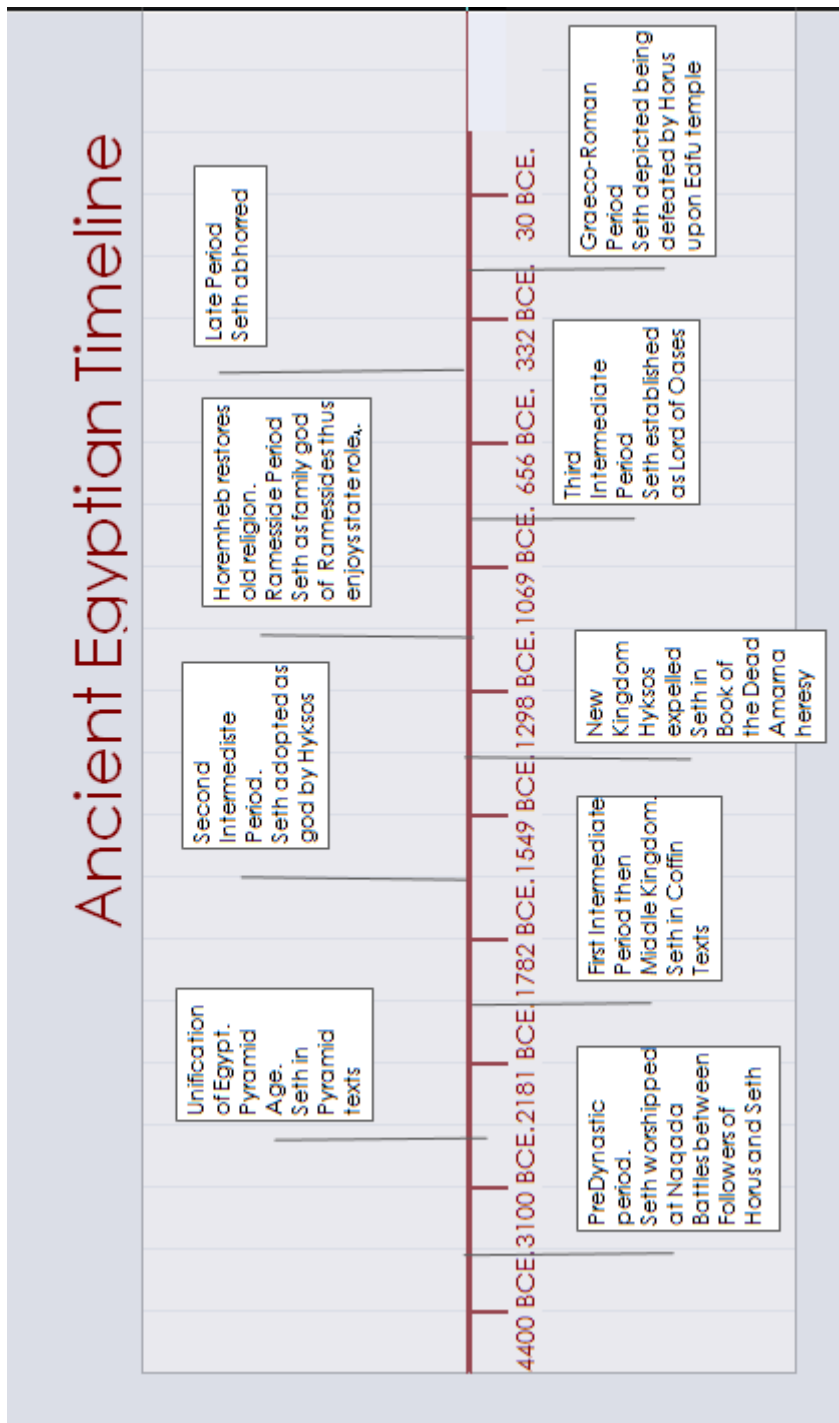 Ancient Egyptian Timeline
Unification
of Egypt.
Pyramid
Age.
Seth in
Pyramid
texts
Second
Intermediste
Period.
Seth adopted as
god by Hyksos
Horemheb restores
old religion.
Ramesside Period
Seth as family god
of Ramessides thus
enjoys state role,.
Late Period
Seth abhorred
4400 BCE. 3100 BCE. 2181 BCE. 1782 BCE. 1549 BCE. 1298 BCE. 1069 BCE. 656 BCE. 332 BCE. 30 BCE.
PreDynastic
period.
Seth worshipped
at Naqada
Battles between
Followers of
Horus and Seth
First Intermediate
Period then
Middle Kingdom.
Seth in Coffin
Texts
New
Kingdom
Hyksos
expelled
Seth in
Book of
the Dead
Amarna
heresy
Third
Intermediate
Period
Seth established
as Lord of Oases
Graeco-Roman
Period
Seth depicted being
defeated by Horus
upon Edfu temple